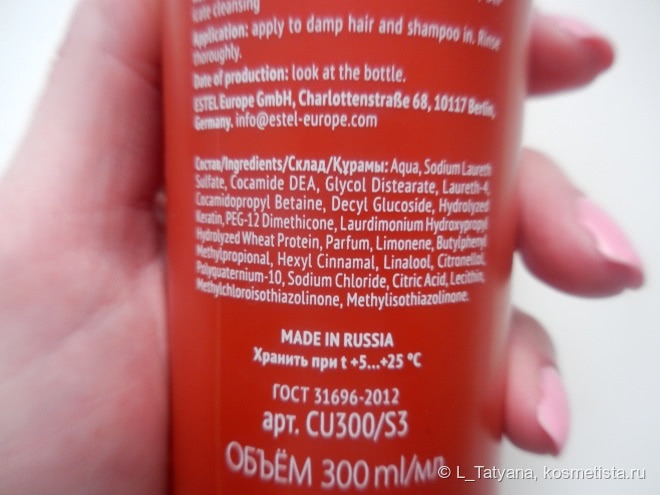 icate cleansing
Application: apply to damp hair and shampoo in. Rinse
thoroughly.
Date of production: look at the bottle.
ESTEL Europe GmbH, Charlottenstraße 68, 10117 Berlin,
Germany. info@estel-europe.com
Состав/Ingredients/Склад/Құрамы: Aqua, Sodium Laureth
Sulfate, Cocamide DEA, Glycol Distearate, Laureth-4,
Cocamidopropyl Betaine, Decyl Glucoside, Hydrolyzed
Keratin, PEG-12 Dimethicone, Laurdimonium Hydroxypropyl
Hydrolyzed Wheat Protein, Parfum, Limonene, Butylphenyl
Methylpropional, Hexyl Cinnamal, Linalool, Citronellol,
Polyquaternium-10, Sodium Chloride, Citric Acid, Lecithin,
Methylchloroisothiazolinone, Methylisothiazolinone.
MADE IN RUSSIA
Хранить при t +5...+25 °C
ГОСТ 31696-2012
арт. CU300/S3
ОБЪЁМ 300 ml/мл
© L_Tatyana, kosmetista.ru